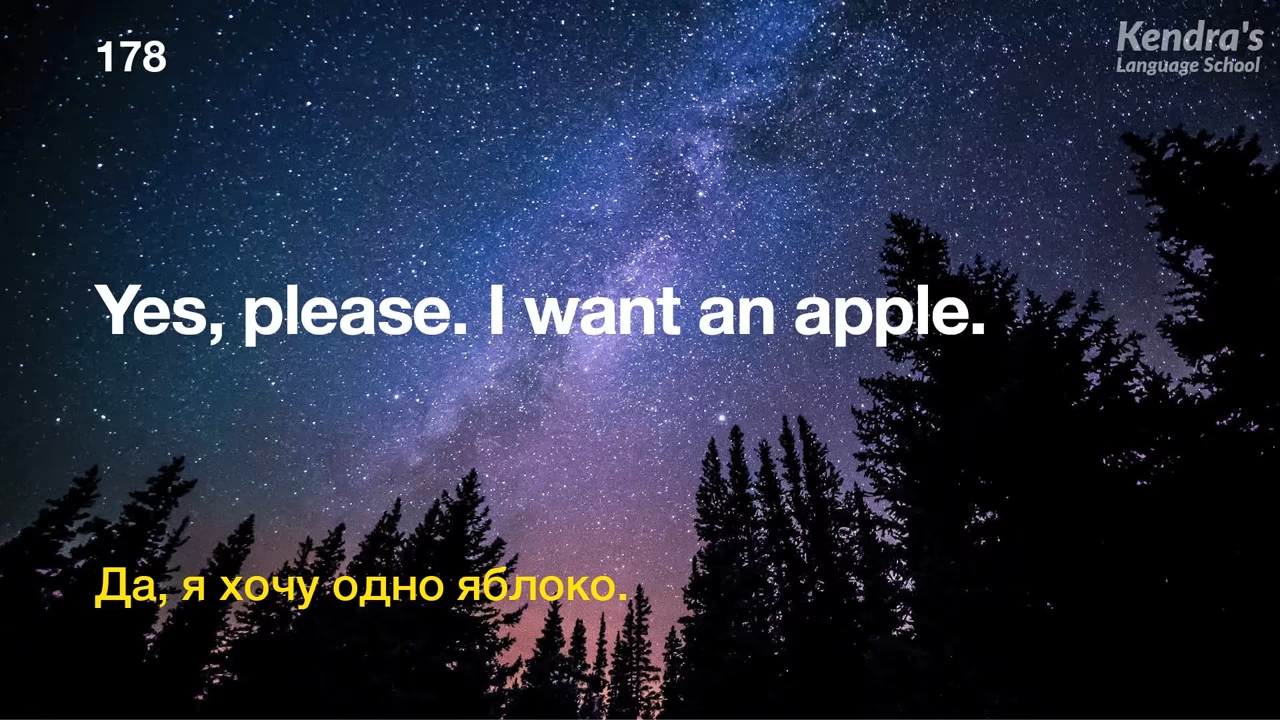 178
Kendra's
Language School
Yes, please. I want an apple.
Да, я хочу одно яблоко.